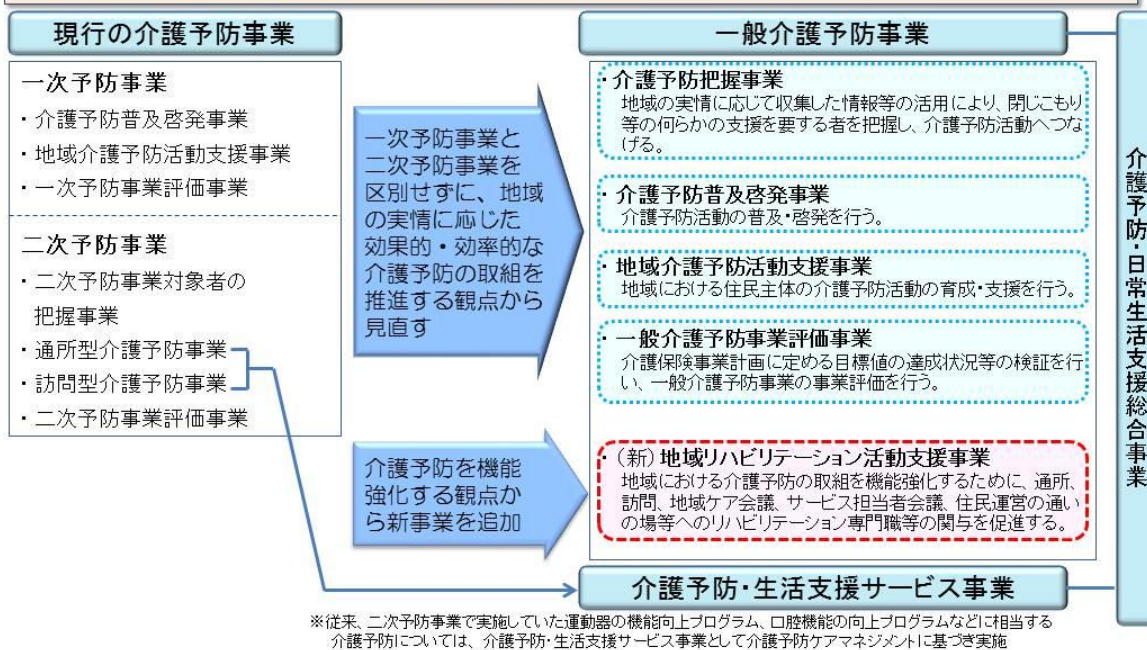 現行の介護予防事業
一次予防事業
・介護予防普及啓発事業
・地域介護予防活動支援事業
・一次予防事業評価事業
二次予防事業
・二次予防事業対象者の
把握事業
・通所型介護予防事業
・訪問型介護予防事業
・二次予防事業評価事業
一次予防事業と
二次予防事業を
区別せずに、地域
の実情に応じた
効果的・効率的な
介護予防の取組を
推進する観点から
見直す
介護予防を機能
強化する観点か
ら新事業を追加
一般介護予防事業
・介護予防把握事業
地域の実情に応じて収集した情報等の活用により、閉じこもり
等の何らかの支援を要する者を把握し、介護予防活動へつな
げる。
・介護予防普及啓発事業
介護予防活動の普及・啓発を行う。
・地域介護予防活動支援事業
地域における住民主体の介護予防活動の育成・支援を行う。
・一般介護予防事業評価事業
介護保険事業計画に定める目標値の達成状況等の検証を行
い、一般介護予防事業の事業評価を行う。
・（新）地域リハビリテーション活動支援事業
地域における介護予防の取組を機能強化するために、通所、
訪問、地域ケア会議、サービス担当者会議、住民運営の通い
の場等へのリハビリテーション専門職等の関与を促進する。
介護予防・生活支援サービス事業
介護予防・日常生活支援総合事業
※従来、二次予防事業で実施していた運動器の機能向上プログラム、口腔機能の向上プログラムなどに相当する
介護予防については、介護予防・生活支援サービス事業として介護予防ケアマネジメントに基づき実施